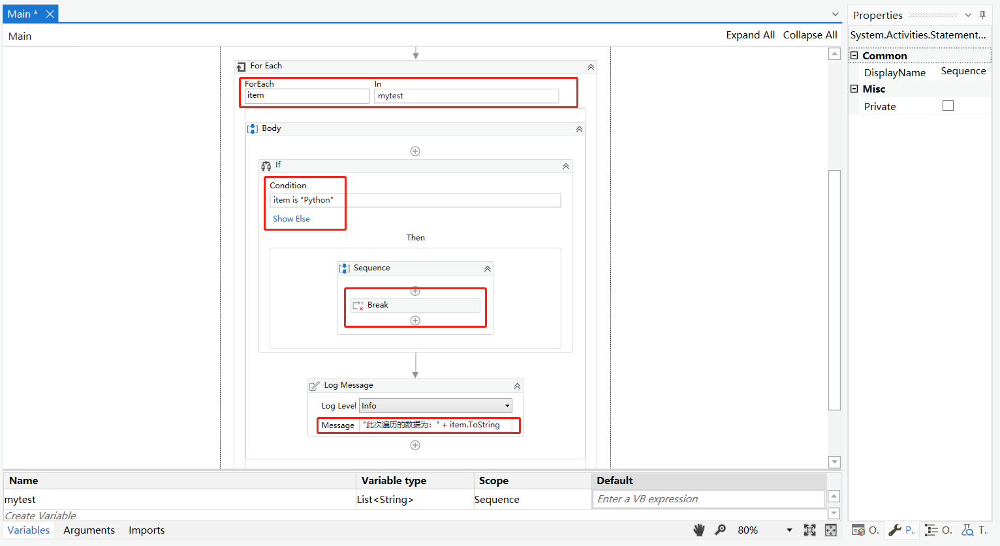 Main *
Properties
Main
Expand All Collapse All
System.Activities.Statement...
Common
DisplayName Sequence
Misc
Private
For Each
ForEach In
item mytest
Body
If
Condition
item is "Python"
Show Else
Then
Sequence
Break
Log Message
Log Level Info
Message "此次遍历的数据为：" + item.ToString
Name Variable type Scope Default
mytest List<String> Sequence Enter a VB expression
Create Variable
Variables Arguments Imports 80% O. P.. O. T..